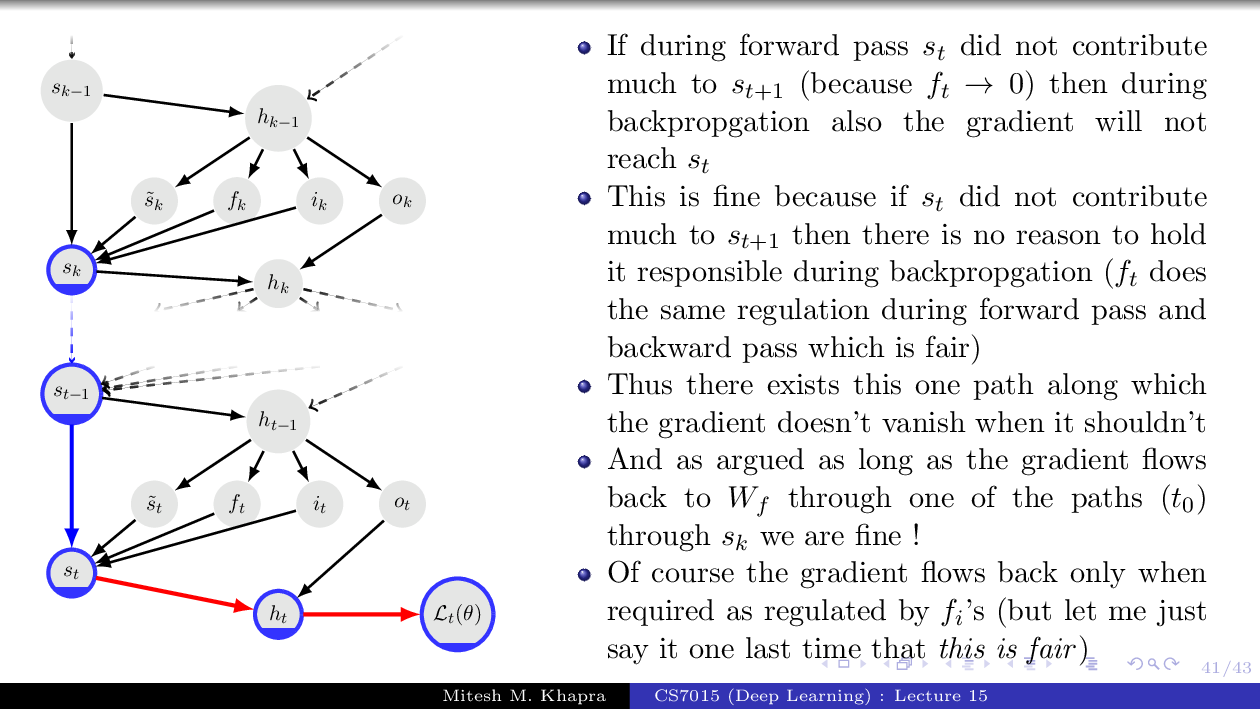 s_{k−1}
h_{k−1}
s̃_k f_k i_k o_k
s_k
h_k
s_{t−1}
h_{t−1}
s̃_t f_t i_t o_t
s_t
h_t
ℒ_t(θ)
If during forward pass s_t did not contribute
much to s_{t+1} (because f_t → 0) then during
backpropgation also the gradient will not
reach s_t
This is fine because if s_t did not contribute
much to s_{t+1} then there is no reason to hold
it responsible during backpropgation (f_t does
the same regulation during forward pass and
backward pass which is fair)
Thus there exists this one path along which
the gradient doesn't vanish when it shouldn't
And as argued as long as the gradient flows
back to W_f through one of the paths (t_0)
through s_k we are fine !
Of course the gradient flows back only when
required as regulated by f_i's (but let me just
say it one last time that this is fair)
41/43
Mitesh M. Khapra
CS7015 (Deep Learning) : Lecture 15